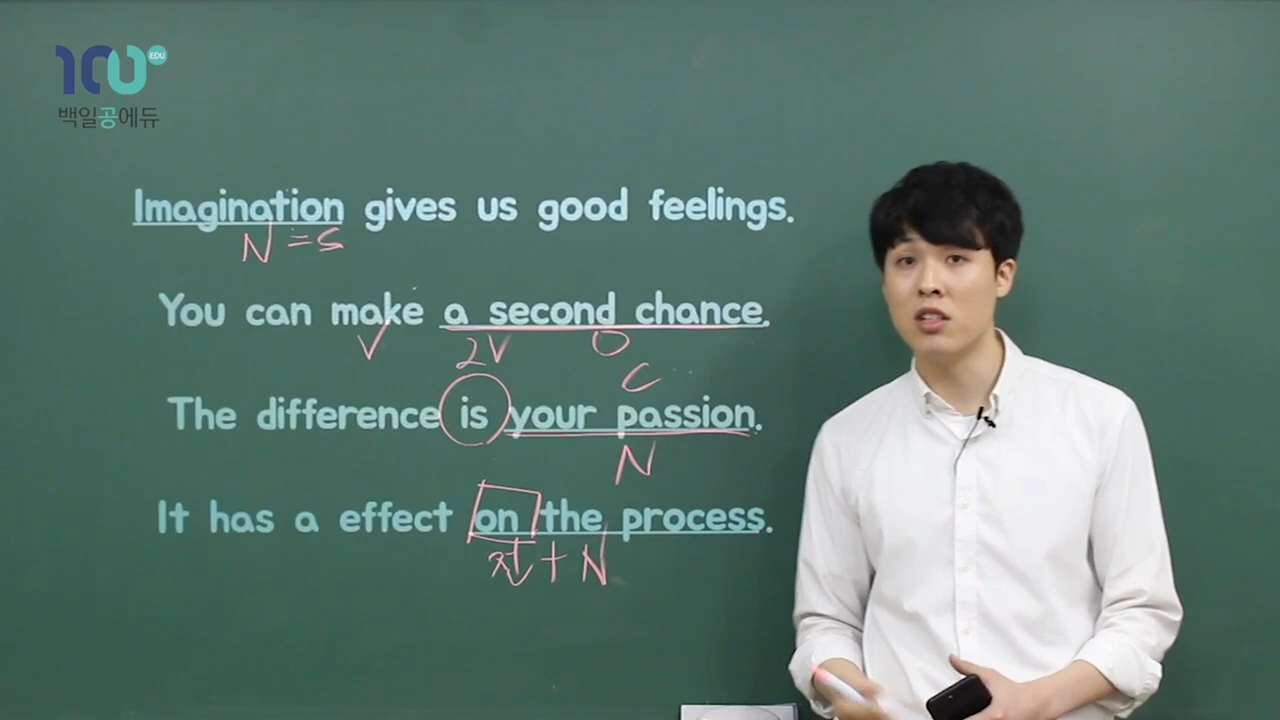 100 EDU
백일공에듀
Imagination gives us good feelings.
N = S
You can make a second chance.
V 2V O
C
The difference is your passion.
N
It has a effect on the process.
전 + N